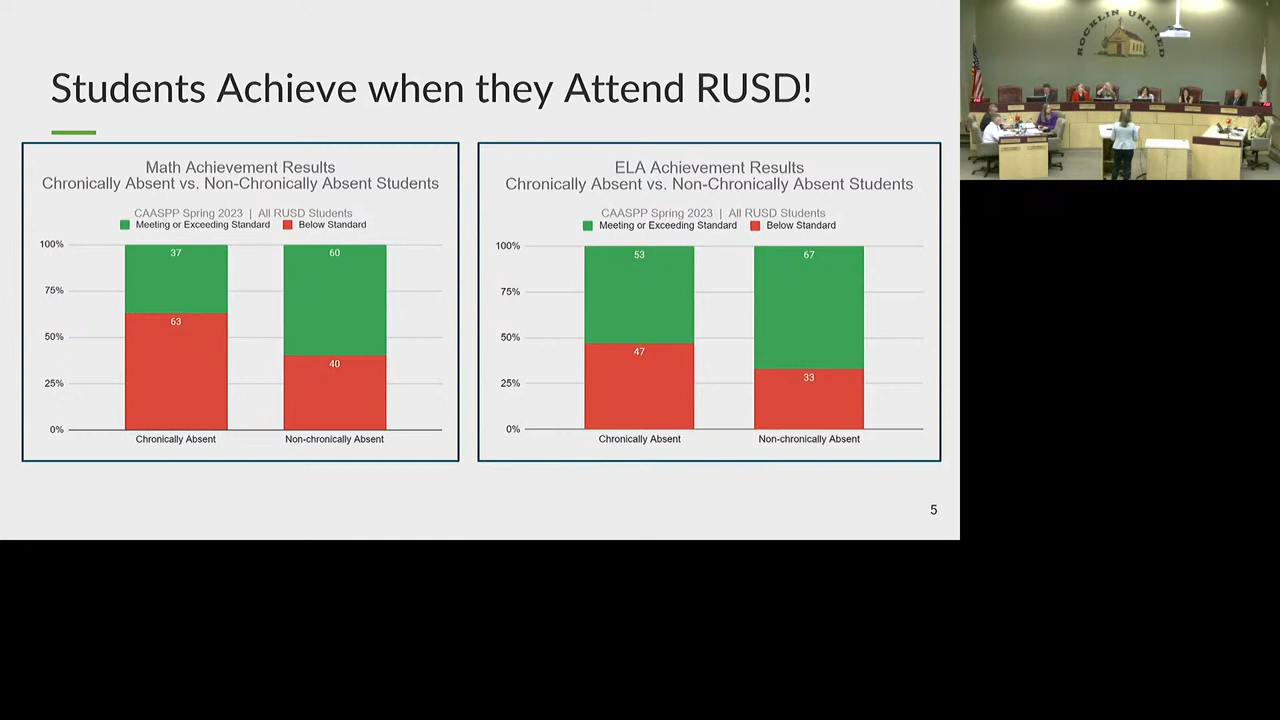 Students Achieve when they Attend RUSD!
Math Achievement Results
Chronically Absent vs. Non-Chronically Absent Students
CAASPP Spring 2023 | All RUSD Students
Meeting or Exceeding Standard
Below Standard
100%
75%
50%
25%
0%
37
63
60
40
Chronically Absent
Non-chronically Absent
ELA Achievement Results
Chronically Absent vs. Non-Chronically Absent Students
CAASPP Spring 2023 | All RUSD Students
Meeting or Exceeding Standard
Below Standard
100%
75%
50%
25%
0%
53
47
67
33
Chronically Absent
Non-chronically Absent
5
ROCKLIN UNIFIED